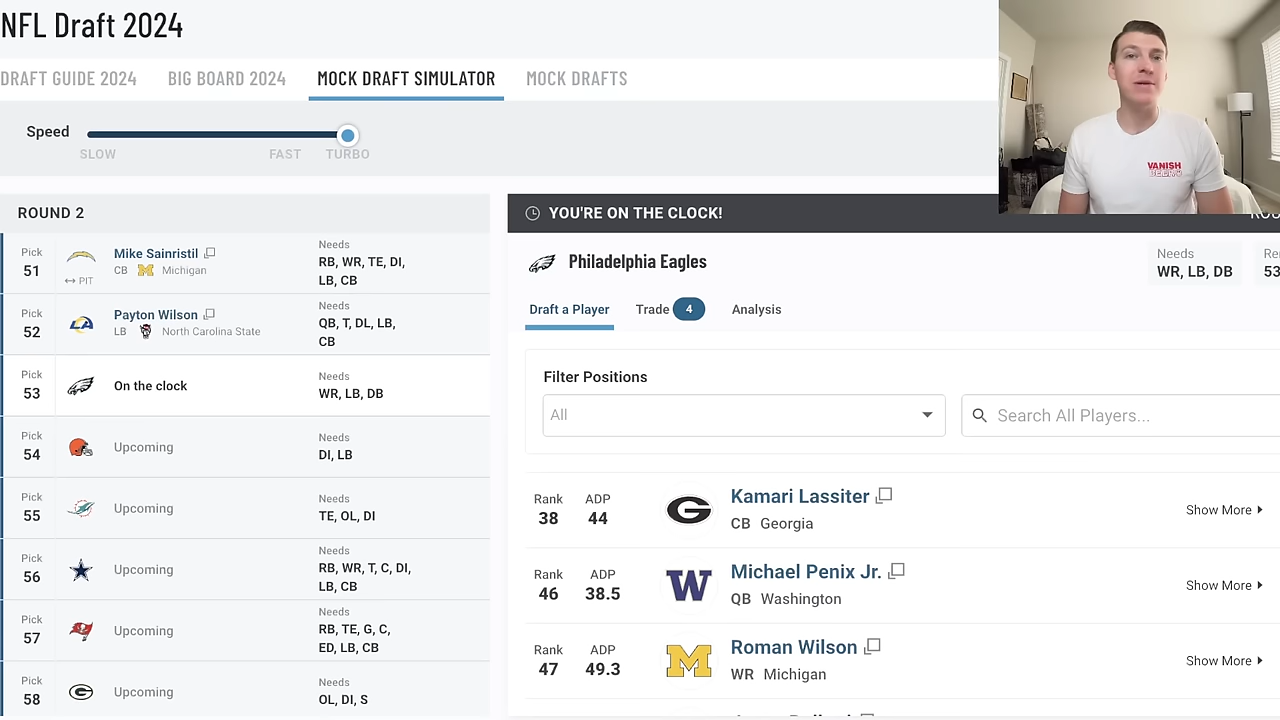 NFL Draft 2024
DRAFT GUIDE 2024 BIG BOARD 2024 MOCK DRAFT SIMULATOR MOCK DRAFTS
Speed
SLOW FAST TURBO
VANISH
ROUND 2
YOU'RE ON THE CLOCK!
Pick 51
↔ PIT
Mike Sainristil
CB Michigan
Needs
RB, WR, TE, DI,
LB, CB
Pick 52
Payton Wilson
LB North Carolina State
Needs
QB, T, DL, LB,
CB
Pick 53
On the clock
Needs
WR, LB, DB
Pick 54
Upcoming
Needs
DI, LB
Pick 55
Upcoming
Needs
TE, OL, DI
Pick 56
Upcoming
Needs
RB, WR, T, C, DI,
LB, CB
Pick 57
Upcoming
Needs
RB, TE, G, C,
ED, LB, CB
Pick 58
Upcoming
Needs
OL, DI, S
Philadelphia Eagles
Needs
WR, LB, DB
53
Draft a Player Trade 4 Analysis
Filter Positions
All
Search All Players...
Rank 38
ADP 44
G
Kamari Lassiter
CB Georgia
Show More
Rank 46
ADP 38.5
W
Michael Penix Jr.
QB Washington
Show More
Rank 47
ADP 49.3
M
Roman Wilson
WR Michigan
Show More